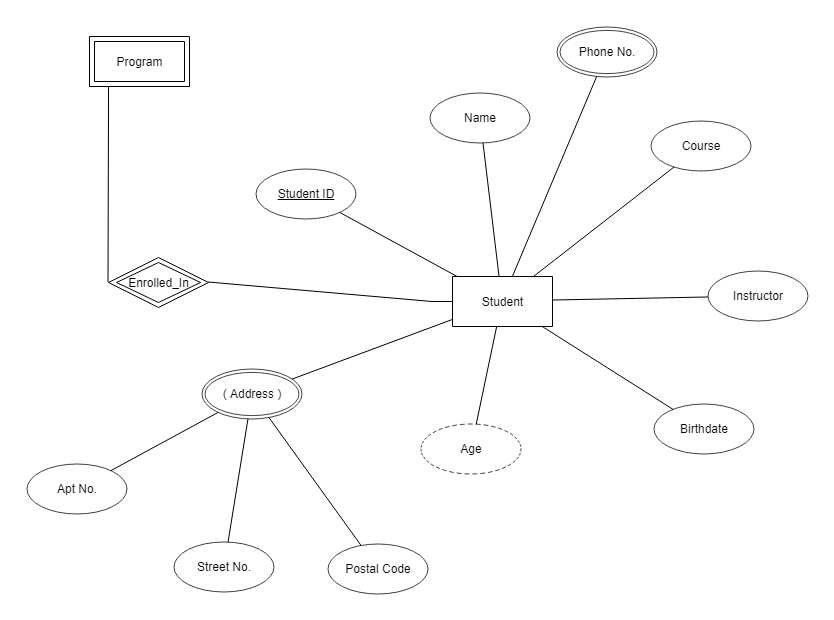 Program
Phone No.
Name
Course
Student ID
Enrolled_In
Student
Instructor
( Address )
Age
Birthdate
Apt No.
Street No.
Postal Code